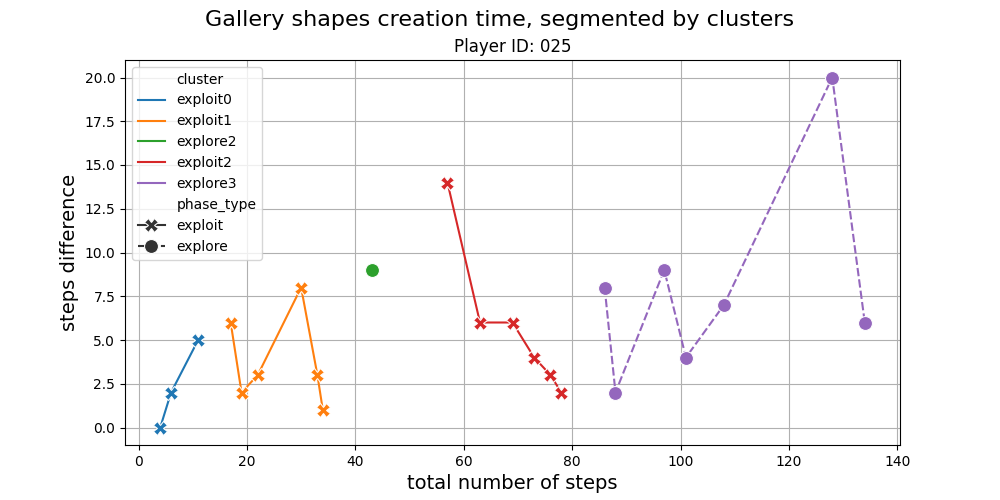 Gallery shapes creation time, segmented by clusters
Player ID: 025
cluster
exploit0
exploit1
explore2
exploit2
explore3
phase_type
exploit
explore
steps difference
20.0
17.5
15.0
12.5
10.0
7.5
5.0
2.5
0.0
0 20 40 60 80 100 120 140
total number of steps